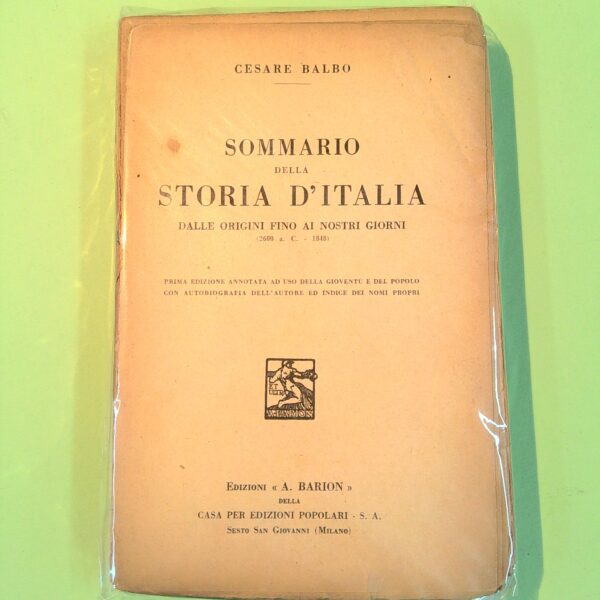 CESARE BALBO
SOMMARIO
DELLA
STORIA D'ITALIA
DALLE ORIGINI FINO AI NOSTRI GIORNI
(2600 a. C. - 1848)
PRIMA EDIZIONE ANNOTATA AD USO DELLA GIOVENTÙ E DEL POPOLO
CON AUTOBIOGRAFIA DELL'AUTORE ED INDICE DEI NOMI PROPRI
A. BARION
EDIZIONI « A. BARION »
DELLA
CASA PER EDIZIONI POPOLARI - S. A.
SESTO SAN GIOVANNI (MILANO)